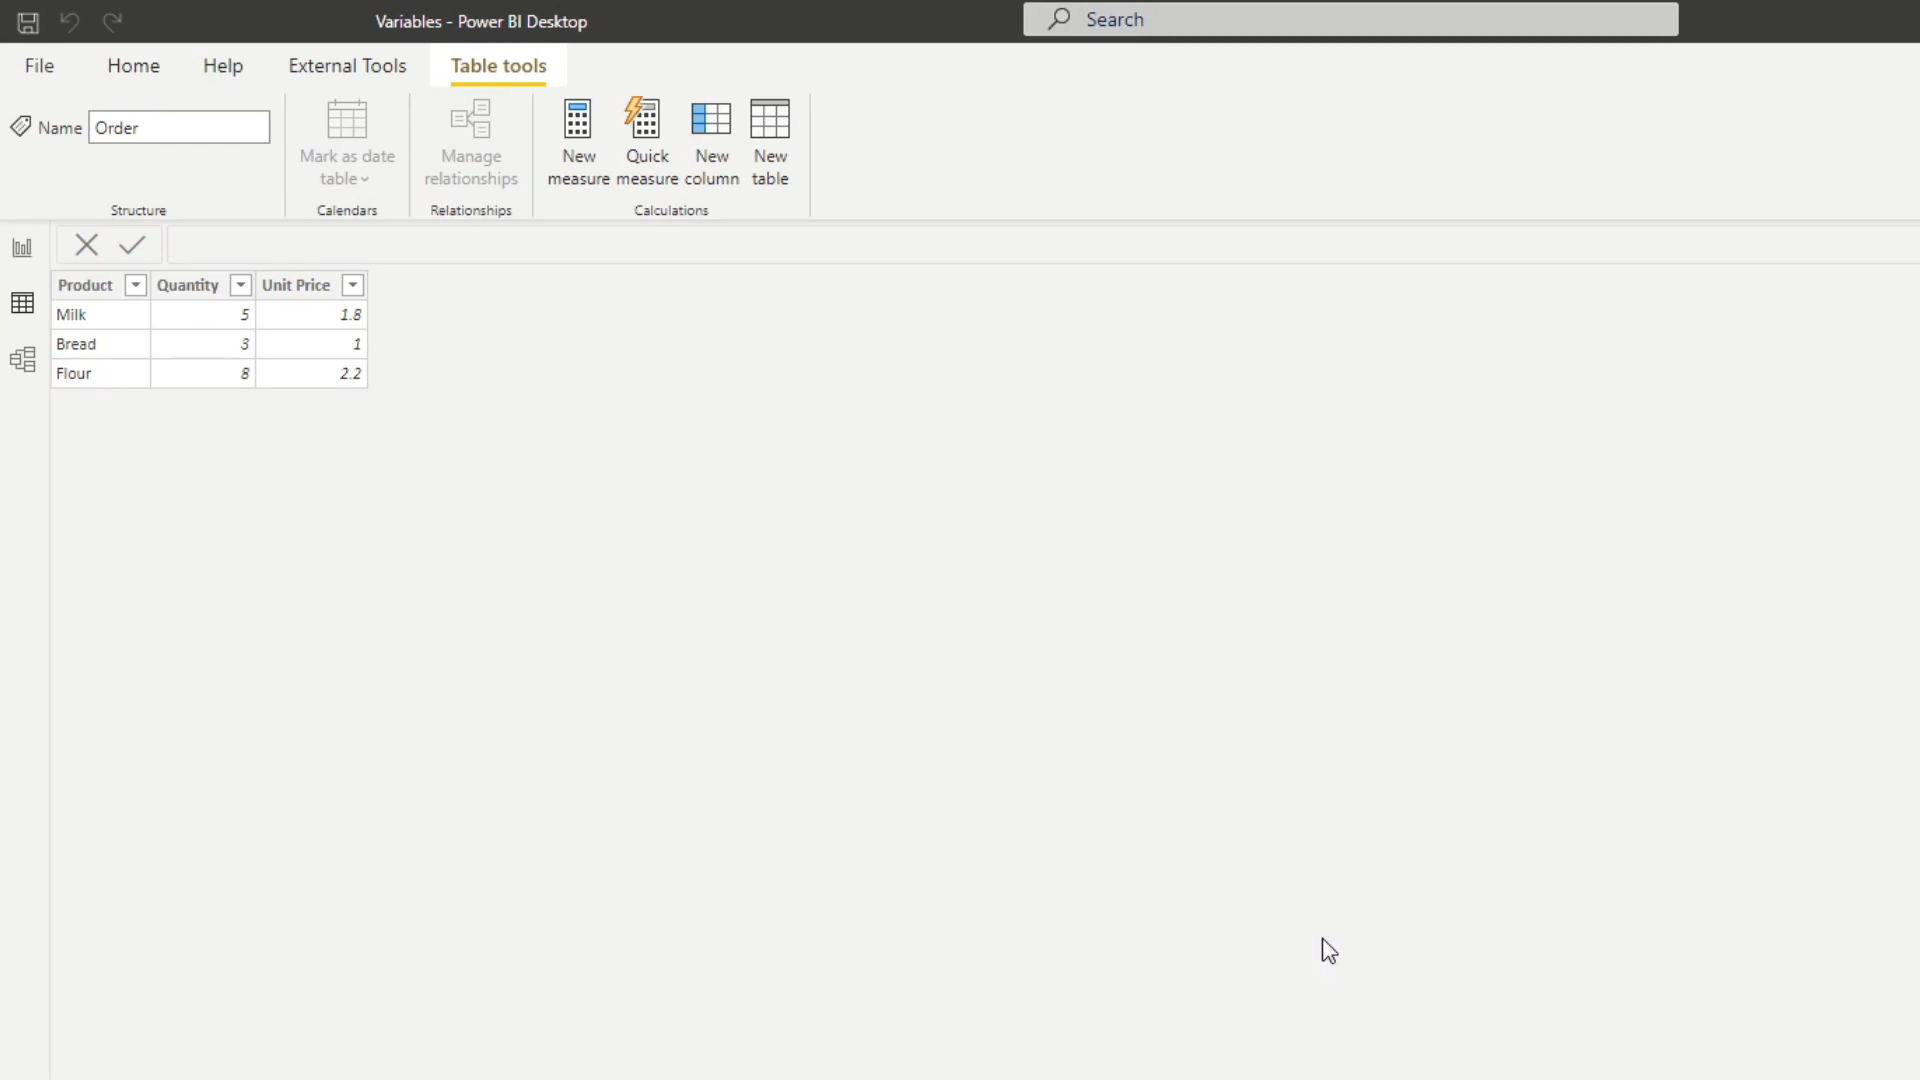 Variables - Power BI Desktop
Search
File Home Help External Tools Table tools
Name Order
Mark as date table
Manage relationships
New measure
Quick measure
New column
New table
Structure Calendars Relationships Calculations
Product Quantity Unit Price
Milk 5 1.8
Bread 3 1
Flour 8 2.2